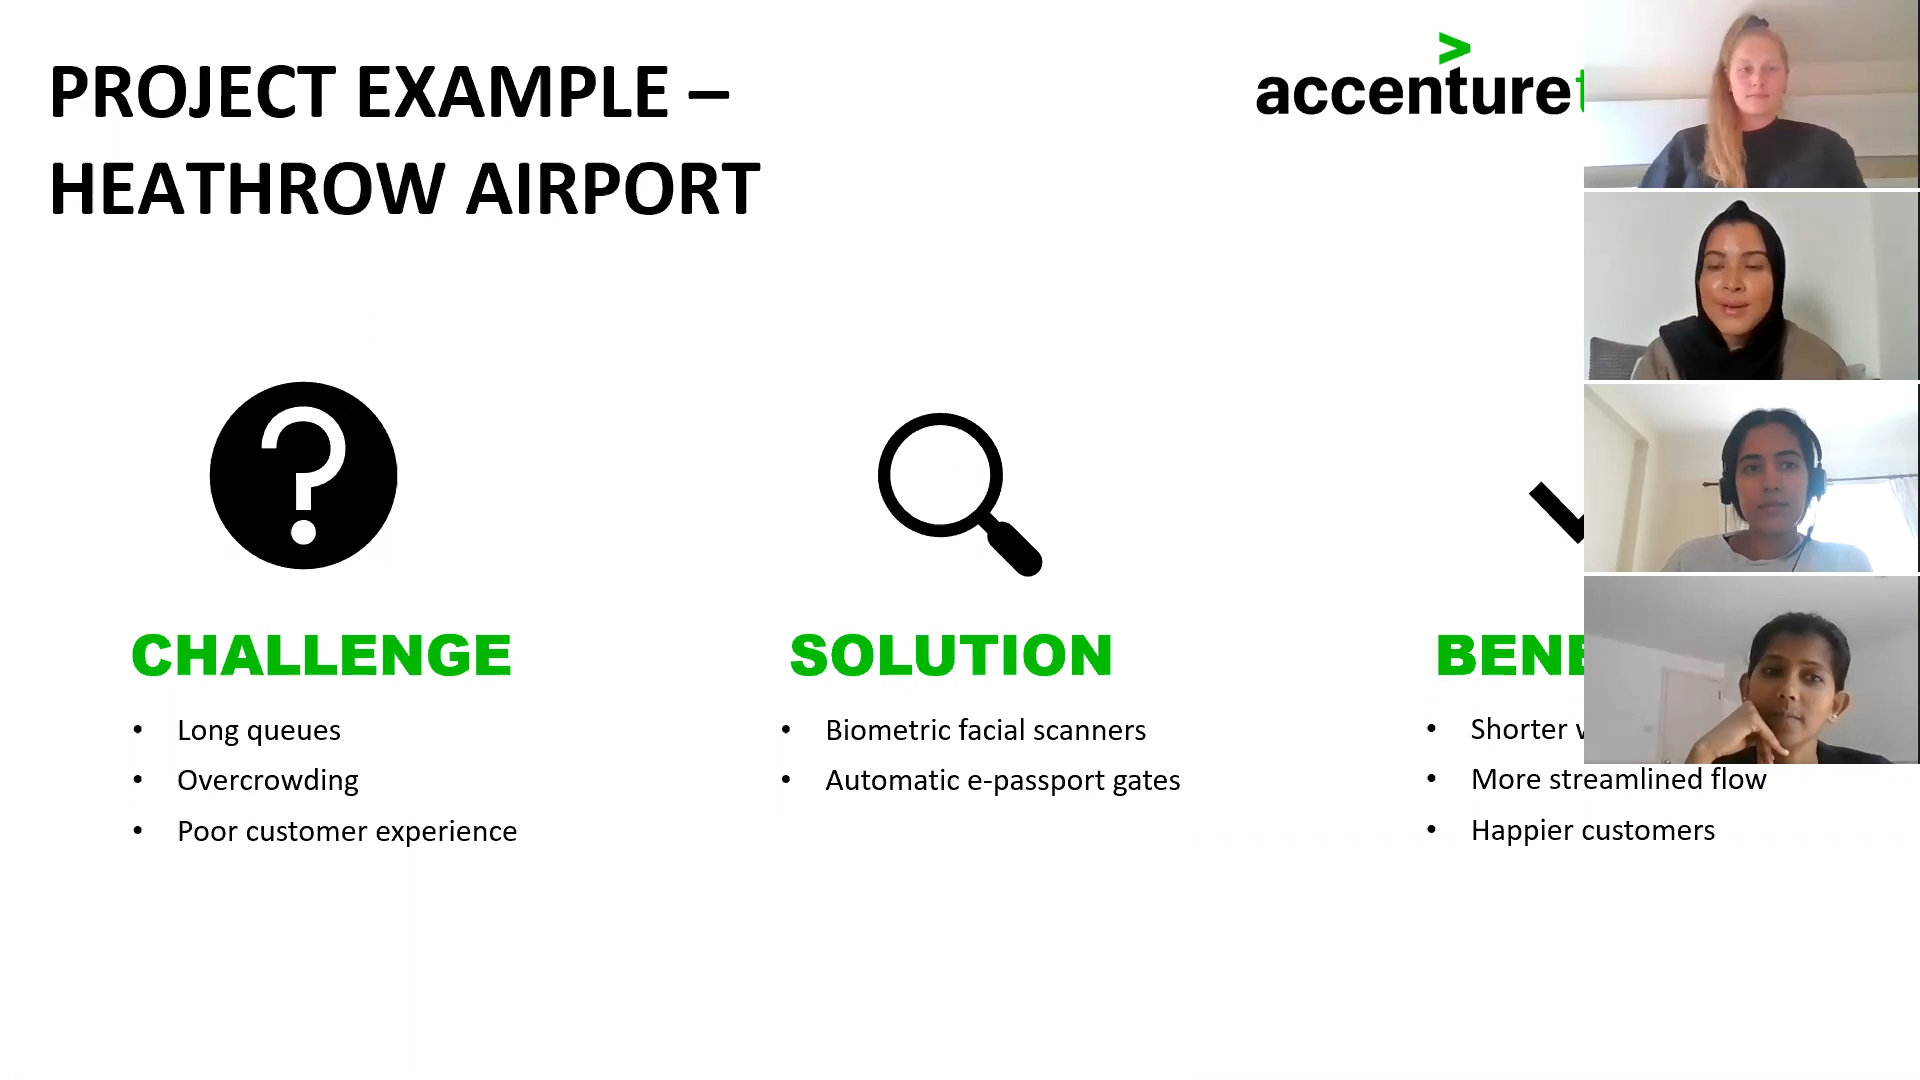 PROJECT EXAMPLE –
HEATHROW AIRPORT
accenture
CHALLENGE
• Long queues
• Overcrowding
• Poor customer experience
SOLUTION
• Biometric facial scanners
• Automatic e-passport gates
• Shorter
• More streamlined flow
• Happier customers